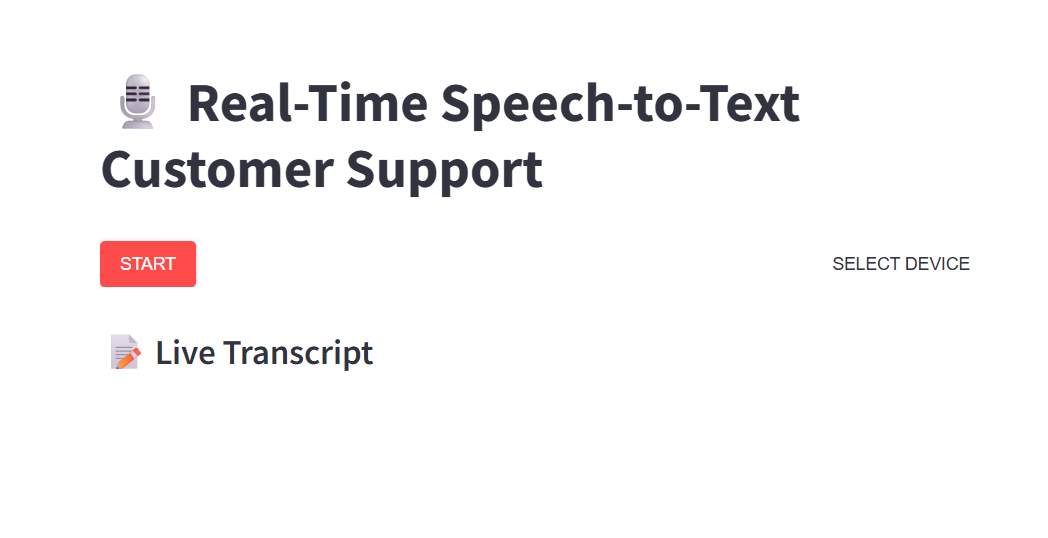 Real-Time Speech-to-Text
Customer Support
START
SELECT DEVICE
Live Transcript